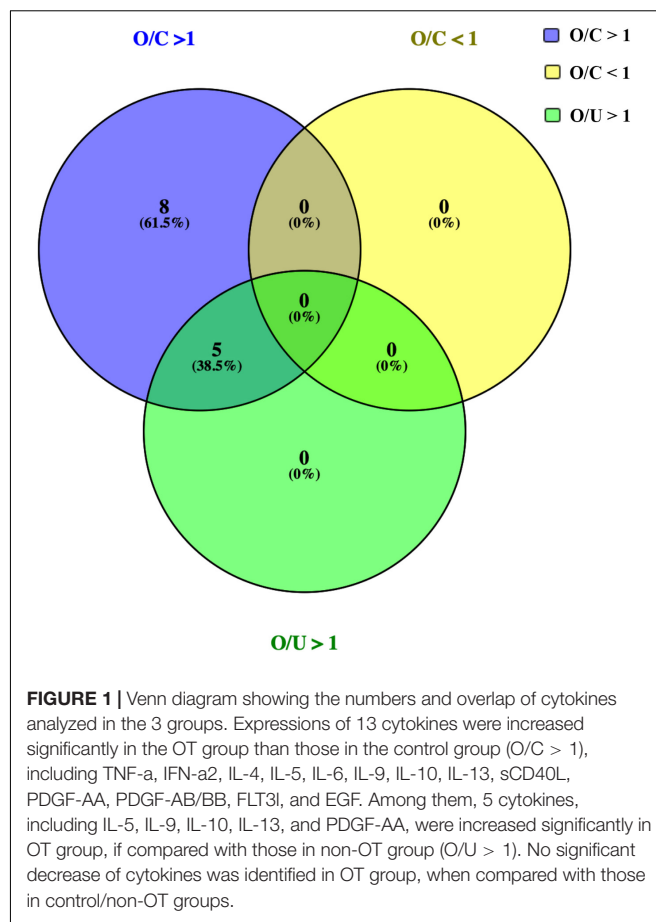 O/C >1
O/C < 1
O/C > 1
O/C < 1
O/U > 1
8
(61.5%)
0
(0%)
0
(0%)
0
(0%)
5
(38.5%)
0
(0%)
0
(0%)
O/U > 1
FIGURE 1 | Venn diagram showing the numbers and overlap of cytokines
analyzed in the 3 groups. Expressions of 13 cytokines were increased
significantly in the OT group than those in the control group (O/C > 1),
including TNF-a, IFN-a2, IL-4, IL-5, IL-6, IL-9, IL-10, IL-13, sCD40L,
PDGF-AA, PDGF-AB/BB, FLT3l, and EGF. Among them, 5 cytokines,
including IL-5, IL-9, IL-10, IL-13, and PDGF-AA, were increased significantly in
OT group, if compared with those in non-OT group (O/U > 1). No significant
decrease of cytokines was identified in OT group, when compared with those
in control/non-OT groups.